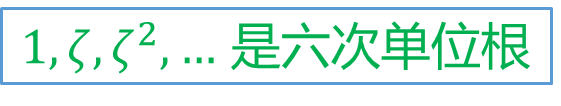 1, ζ, ζ², … 是六次单位根